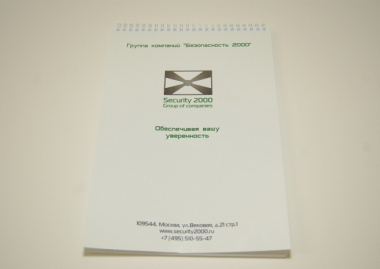 Группа компаний "Безопасность 2000"
Security 2000
Group of companies
Обеспечивая вашу
уверенность
109544, Москва, ул.Вековая, д.21 стр.1
www.security2000.ru
+7 (495) 510-55-47